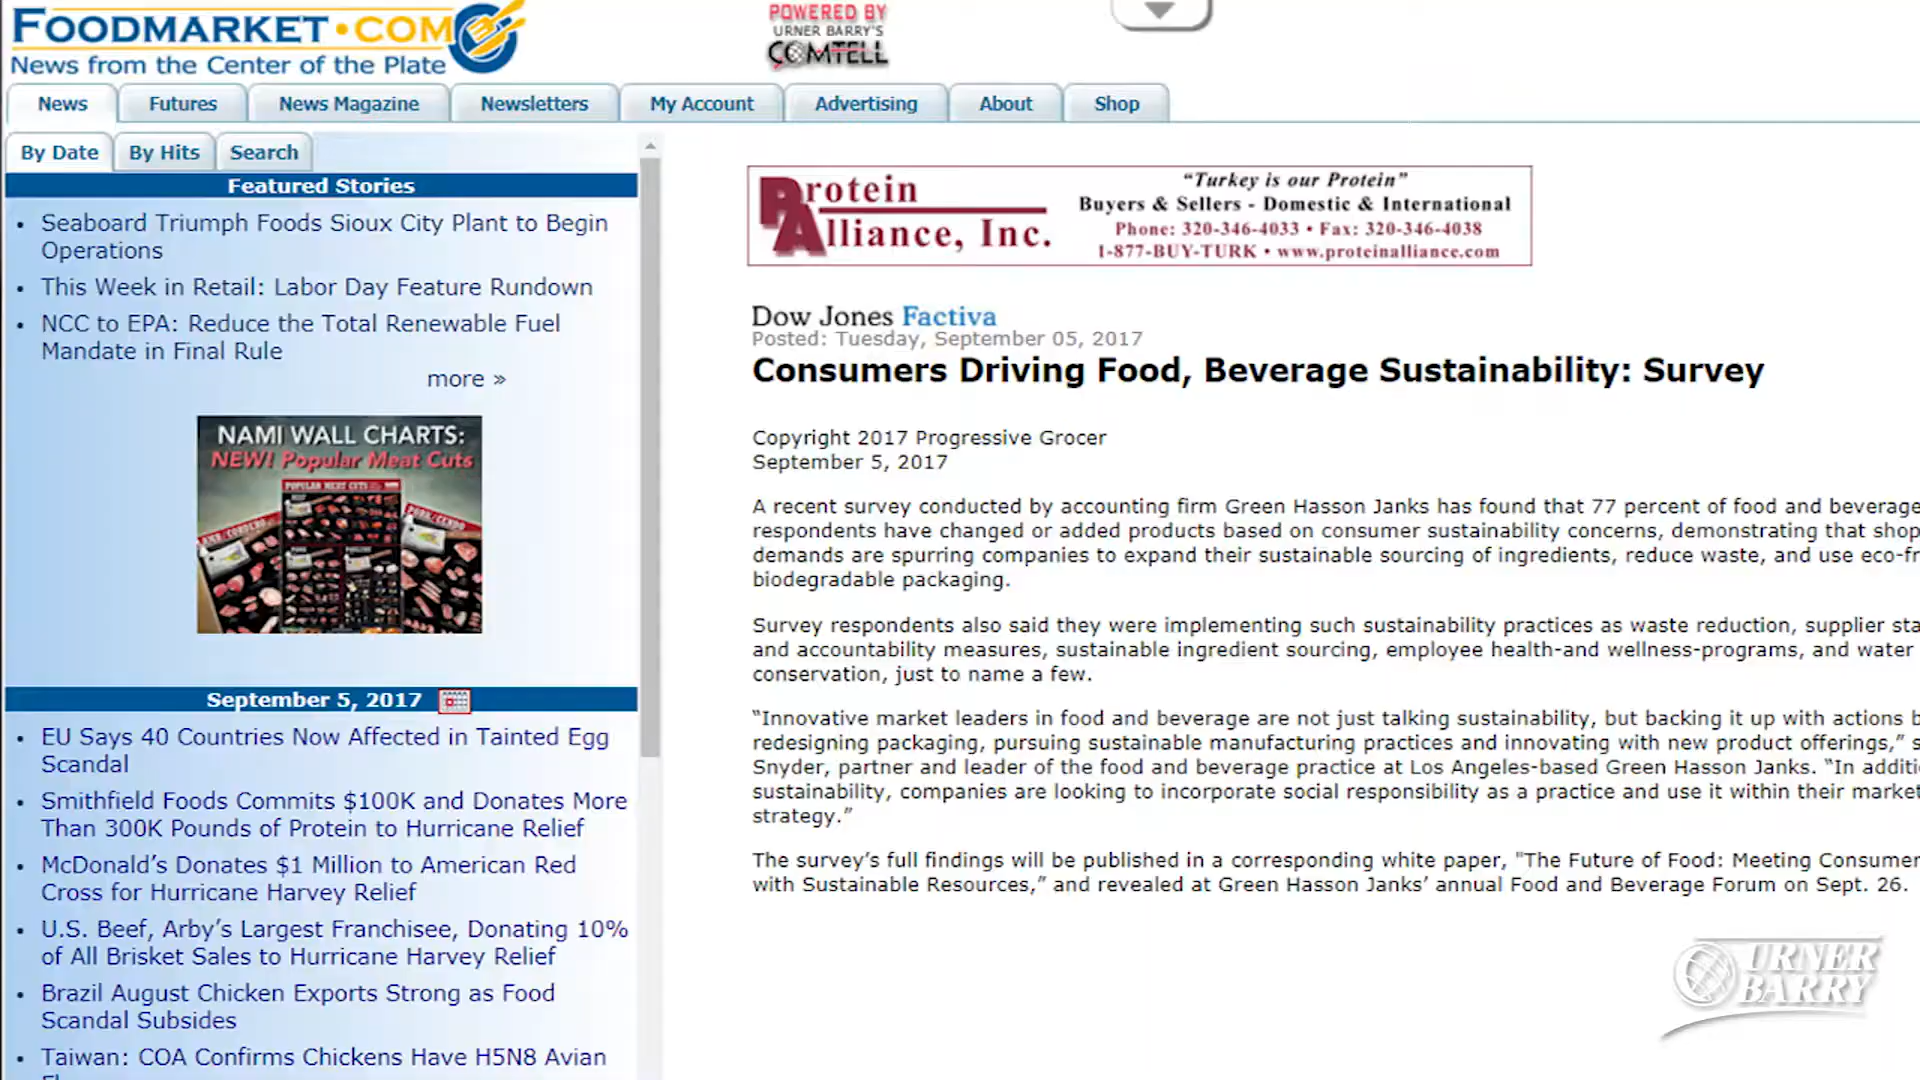 FOODMARKET.COM
News from the Center of the Plate
POWERED BY
URNER BARRY'S
COMTELL
News
Futures
News Magazine
Newsletters
My Account
Advertising
About
Shop
By Date
By Hits
Search
Featured Stories
Seaboard Triumph Foods Sioux City Plant to Begin
Operations
This Week in Retail: Labor Day Feature Rundown
NCC to EPA: Reduce the Total Renewable Fuel
Mandate in Final Rule
more »
NAMI WALL CHARTS:
NEW! Popular Meat Cuts
POPULAR MEAT CUTS
September 5, 2017
EU Says 40 Countries Now Affected in Tainted Egg
Scandal
Smithfield Foods Commits $100K and Donates More
Than 300K Pounds of Protein to Hurricane Relief
McDonald’s Donates $1 Million to American Red
Cross for Hurricane Harvey Relief
U.S. Beef, Arby’s Largest Franchisee, Donating 10%
of All Brisket Sales to Hurricane Harvey Relief
Brazil August Chicken Exports Strong as Food
Scandal Subsides
Taiwan: COA Confirms Chickens Have H5N8 Avian
Protein
Alliance, Inc.
“Turkey is our Protein”
Buyers & Sellers - Domestic & International
Phone: 320-346-4033 • Fax: 320-346-4038
1-877-BUY-TURK • www.proteinalliance.com
Dow Jones Factiva
Posted: Tuesday, September 05, 2017
Consumers Driving Food, Beverage Sustainability: Survey
Copyright 2017 Progressive Grocer
September 5, 2017
A recent survey conducted by accounting firm Green Hasson Janks has found that 77 percent of food and beverage
respondents have changed or added products based on consumer sustainability concerns, demonstrating that shop
demands are spurring companies to expand their sustainable sourcing of ingredients, reduce waste, and use eco-fr
biodegradable packaging.
Survey respondents also said they were implementing such sustainability practices as waste reduction, supplier sta
and accountability measures, sustainable ingredient sourcing, employee health-and wellness-programs, and water
conservation, just to name a few.
“Innovative market leaders in food and beverage are not just talking sustainability, but backing it up with actions b
redesigning packaging, pursuing sustainable manufacturing practices and innovating with new product offerings,” s
Snyder, partner and leader of the food and beverage practice at Los Angeles-based Green Hasson Janks. “In additi
sustainability, companies are looking to incorporate social responsibility as a practice and use it within their market
strategy.”
The survey’s full findings will be published in a corresponding white paper, "The Future of Food: Meeting Consumer
with Sustainable Resources,” and revealed at Green Hasson Janks’ annual Food and Beverage Forum on Sept. 26.
URNER
BARRY